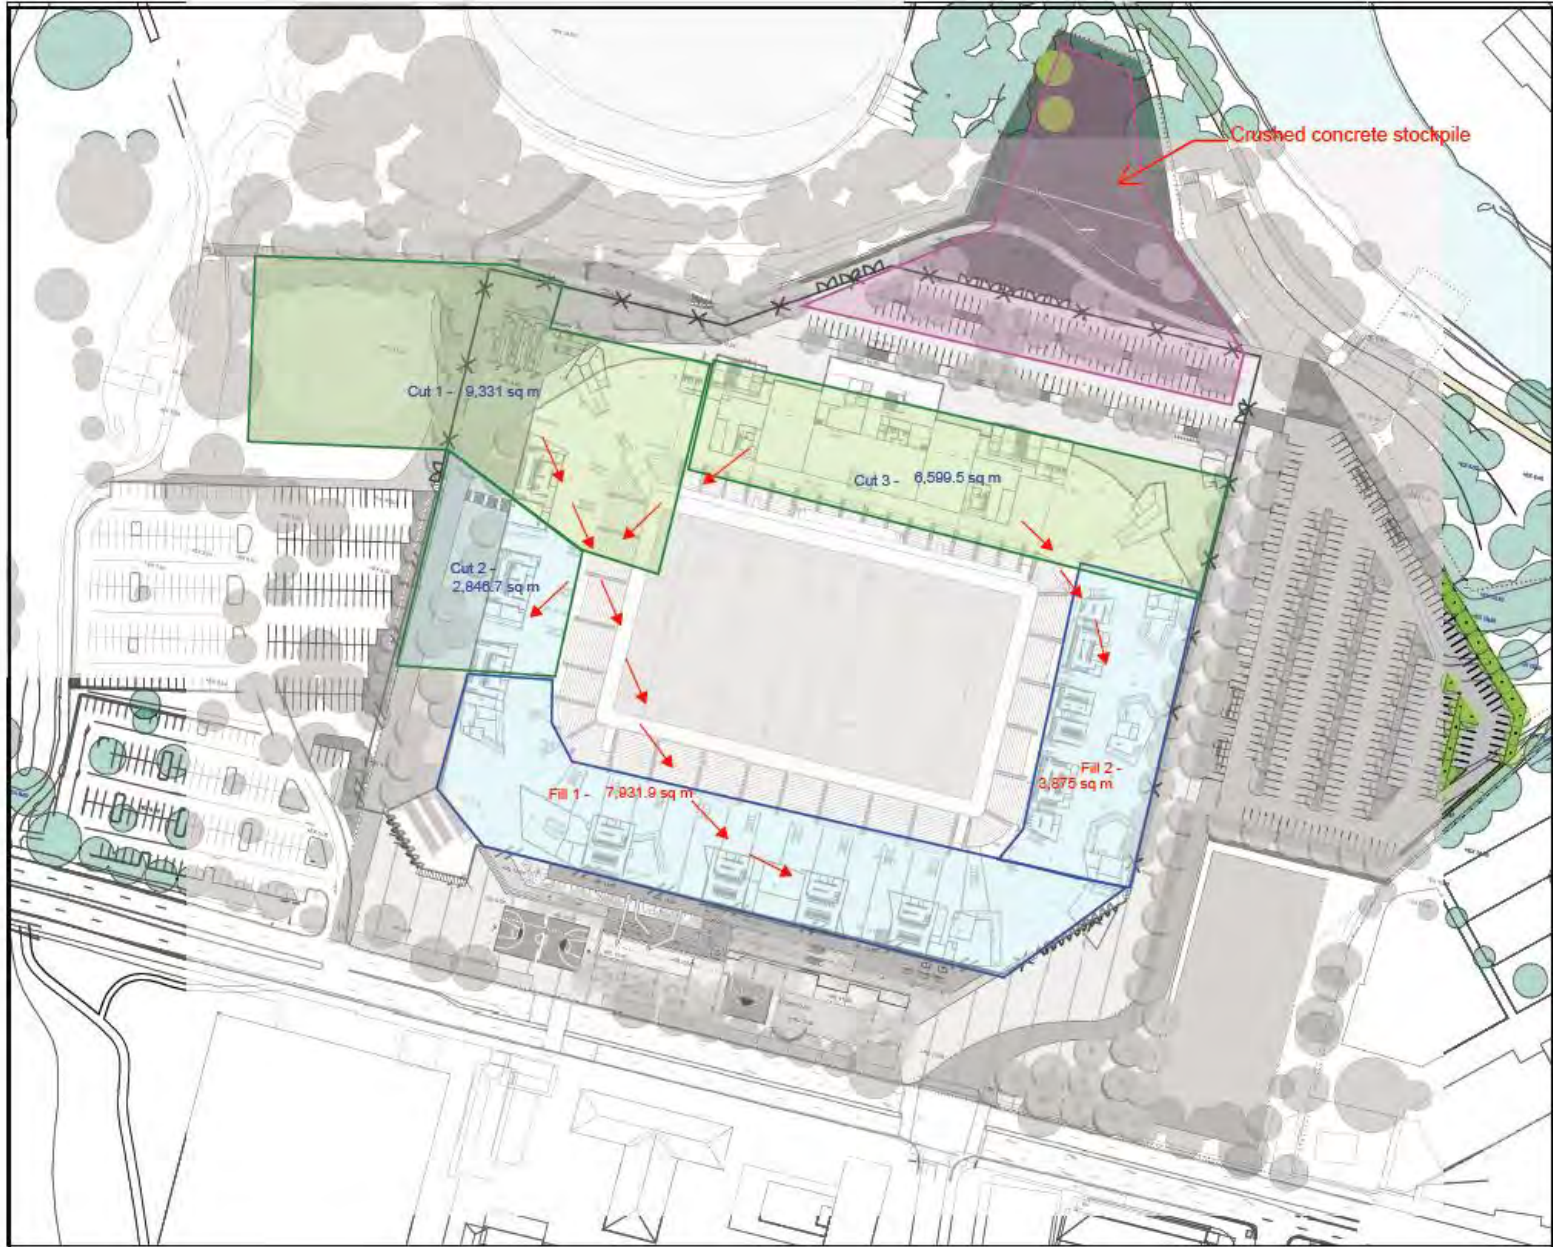 Crushed concrete stockpile
Cut 1 - 9,331 sq m
Cut 3 - 6,599.5 sq m
Cut 2 -
2,846.7 sq m
Fill 2 -
3,875 sq m
Fill 1 - 7,931.9 sq m